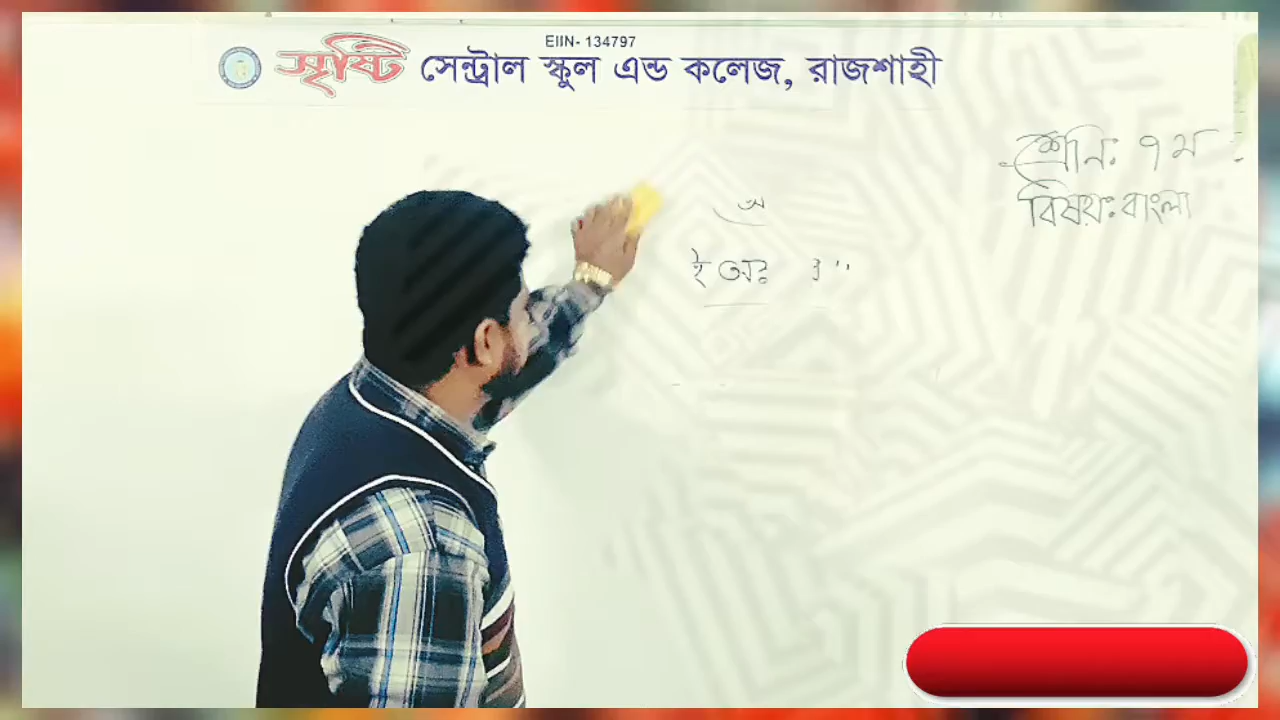 EIIN- 134797
সৃষ্টি সেন্ট্রাল স্কুল এন্ড কলেজ, রাজশাহী
শ্রেনিঃ ৭ম
বিষয়ঃ বাংলা
অ